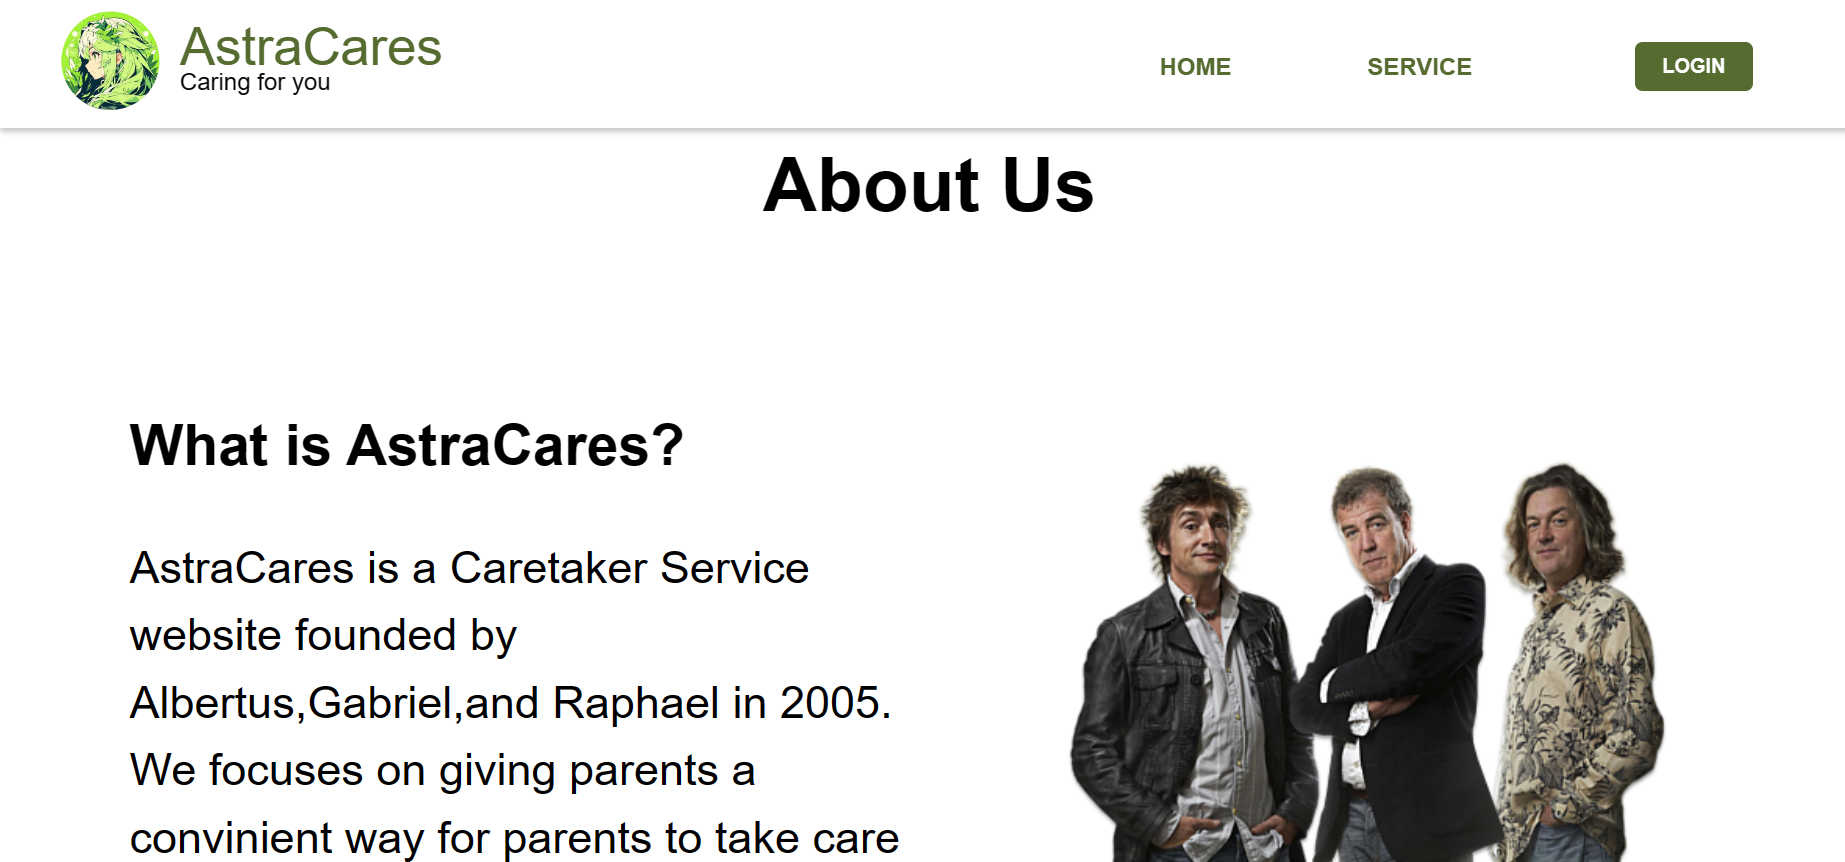 AstraCares
Caring for you
HOME
SERVICE
LOGIN
About Us
What is AstraCares?
AstraCares is a Caretaker Service
website founded by
Albertus,Gabriel,and Raphael in 2005.
We focuses on giving parents a
convinient way for parents to take care